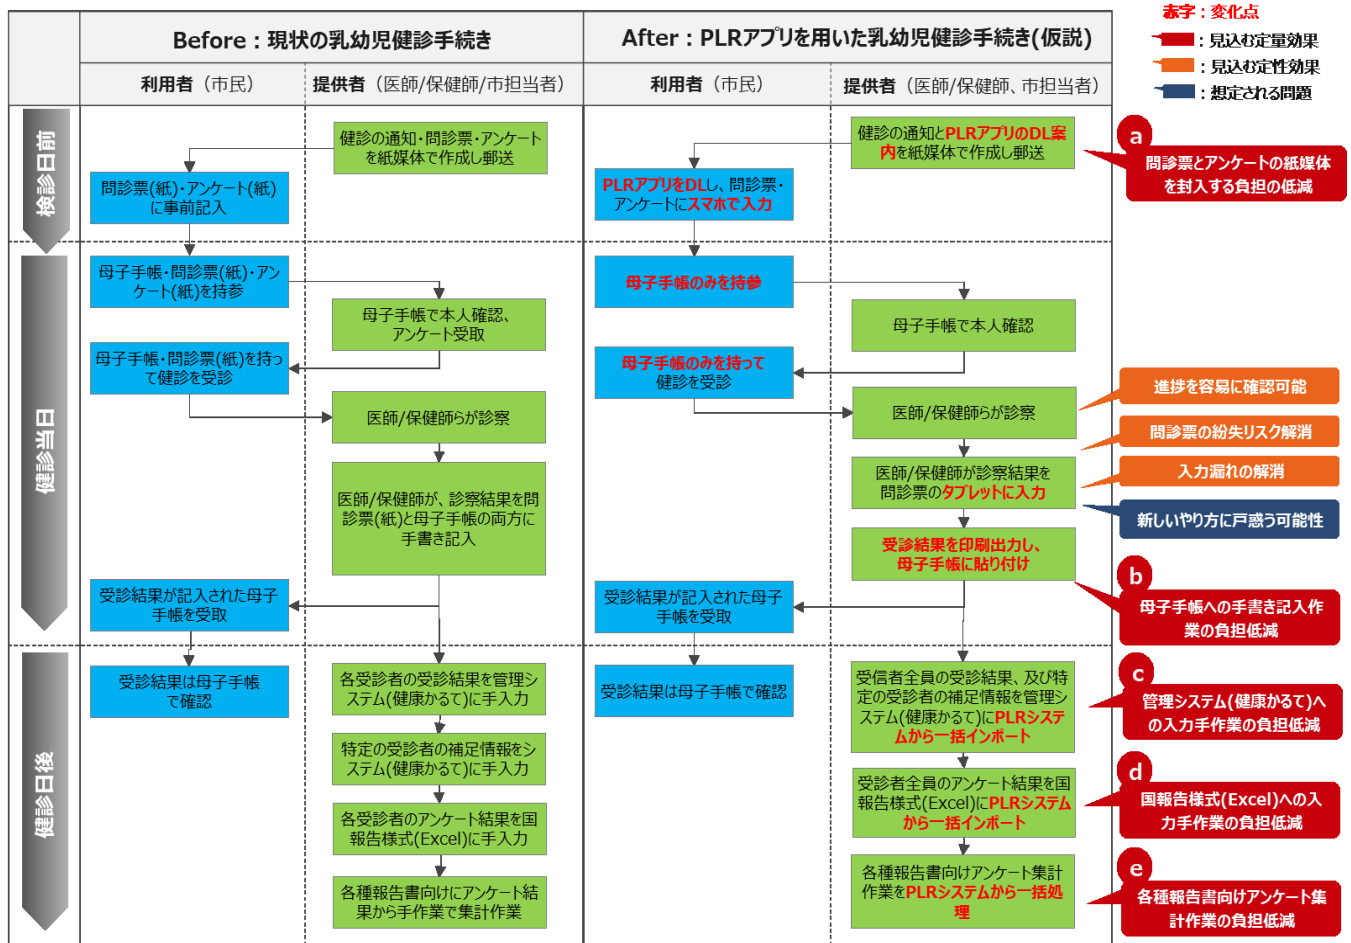 赤字：変化点
：見込む定量効果
：見込む定性効果
：想定される問題
Before：現状の乳幼児健診手続き
After：PLRアプリを用いた乳幼児健診手続き(仮説)
利用者（市民）
提供者（医師/保健師/市担当者）
利用者（市民）
提供者（医師/保健師、市担当者）
検診日前
健診の通知・問診票・アンケート
を紙媒体で作成し郵送
問診票(紙)・アンケート(紙)
に事前記入
健診の通知とPLRアプリのDL案
内を紙媒体で作成し郵送
PLRアプリをDLし、問診票・
アンケートにスマホで入力
a
問診票とアンケートの紙媒体
を封入する負担の低減
健診当日
母子手帳・問診票(紙)・アン
ケート(紙)を持参
母子手帳で本人確認、
アンケート受取
母子手帳・問診票(紙)を持っ
て健診を受診
医師/保健師らが診察
医師/保健師が、診察結果を問
診票(紙)と母子手帳の両方に
手書き記入
受診結果が記入された母子
手帳を受取
母子手帳のみを持参
母子手帳で本人確認
母子手帳のみを持って
健診を受診
医師/保健師らが診察
医師/保健師が診察結果を
問診票のタブレットに入力
受診結果を印刷出力し、
母子手帳に貼り付け
受診結果が記入された母子
手帳を受取
進捗を容易に確認可能
問診票の紛失リスク解消
入力漏れの解消
新しいやり方に戸惑う可能性
b
母子手帳への手書き記入作
業の負担低減
健診日後
受診結果は母子手帳
で確認
各受診者の受診結果を管理シ
ステム(健康かるて)に手入力
特定の受診者の補足情報をシ
ステム(健康かるて)に手入力
各受診者のアンケート結果を国
報告様式(Excel)に手入力
各種報告書向けにアンケート結
果から手作業で集計作業
受診結果は母子手帳で確認
受信者全員の受診結果、及び特
定の受診者の補足情報を管理シ
ステム(健康かるて)にPLRシステ
ムから一括インポート
受診者全員のアンケート結果を国
報告様式(Excel)にPLRシステム
から一括インポート
各種報告書向けアンケート集計
作業をPLRシステムから一括処
理
c
管理システム(健康かるて)へ
の入力手作業の負担低減
d
国報告様式(Excel)への入
力手作業の負担低減
e
各種報告書向けアンケート集
計作業の負担低減